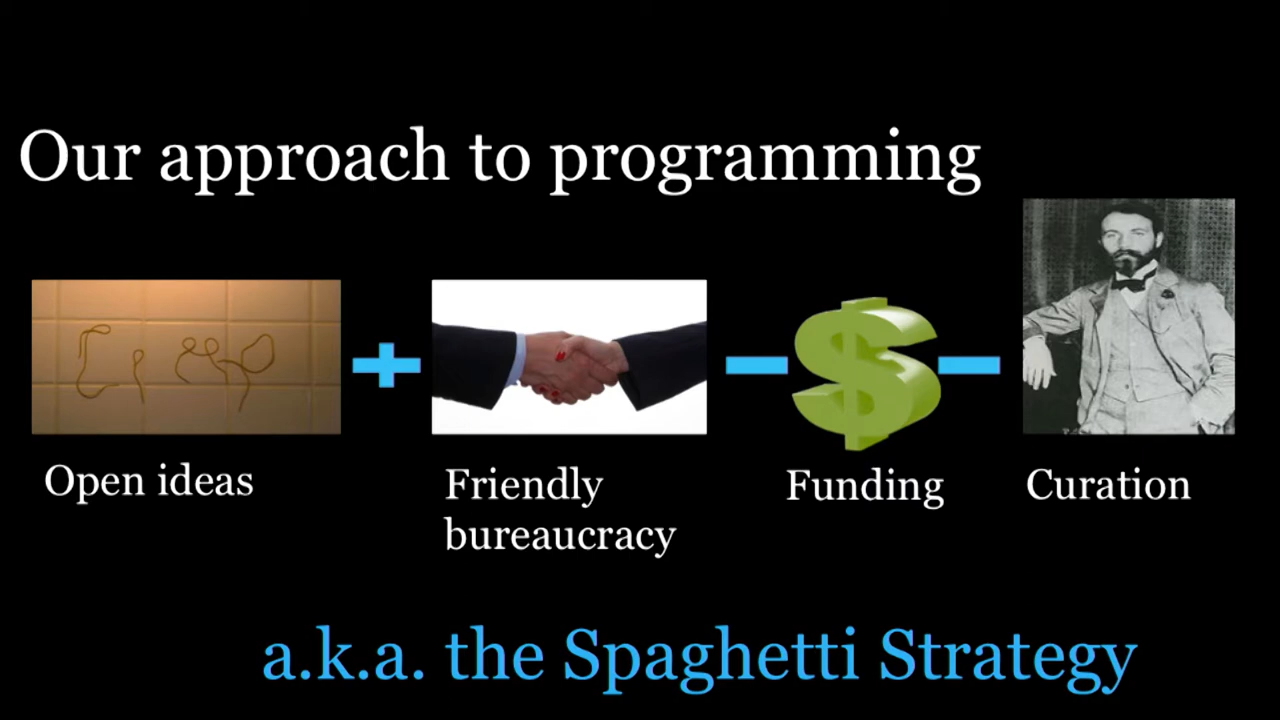 Our approach to programming
Open ideas
Friendly
bureaucracy
Funding
Curation
a.k.a. the Spaghetti Strategy